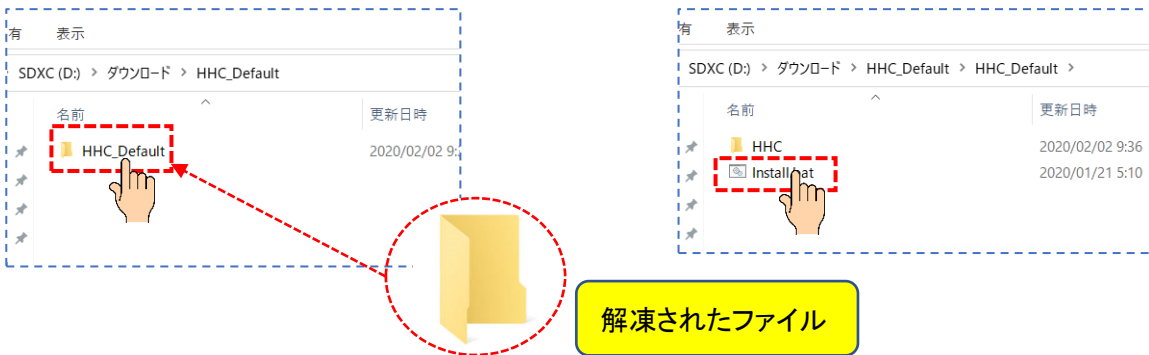 有 表示
SDXC (D:) > ダウンロード > HHC_Default
名前 更新日時
HHC_Default 2020/02/02 9:
有 表示
SDXC (D:) > ダウンロード > HHC_Default > HHC_Default >
名前 更新日時
HHC 2020/02/02 9:36
Install.bat 2020/01/21 5:10
解凍されたファイル